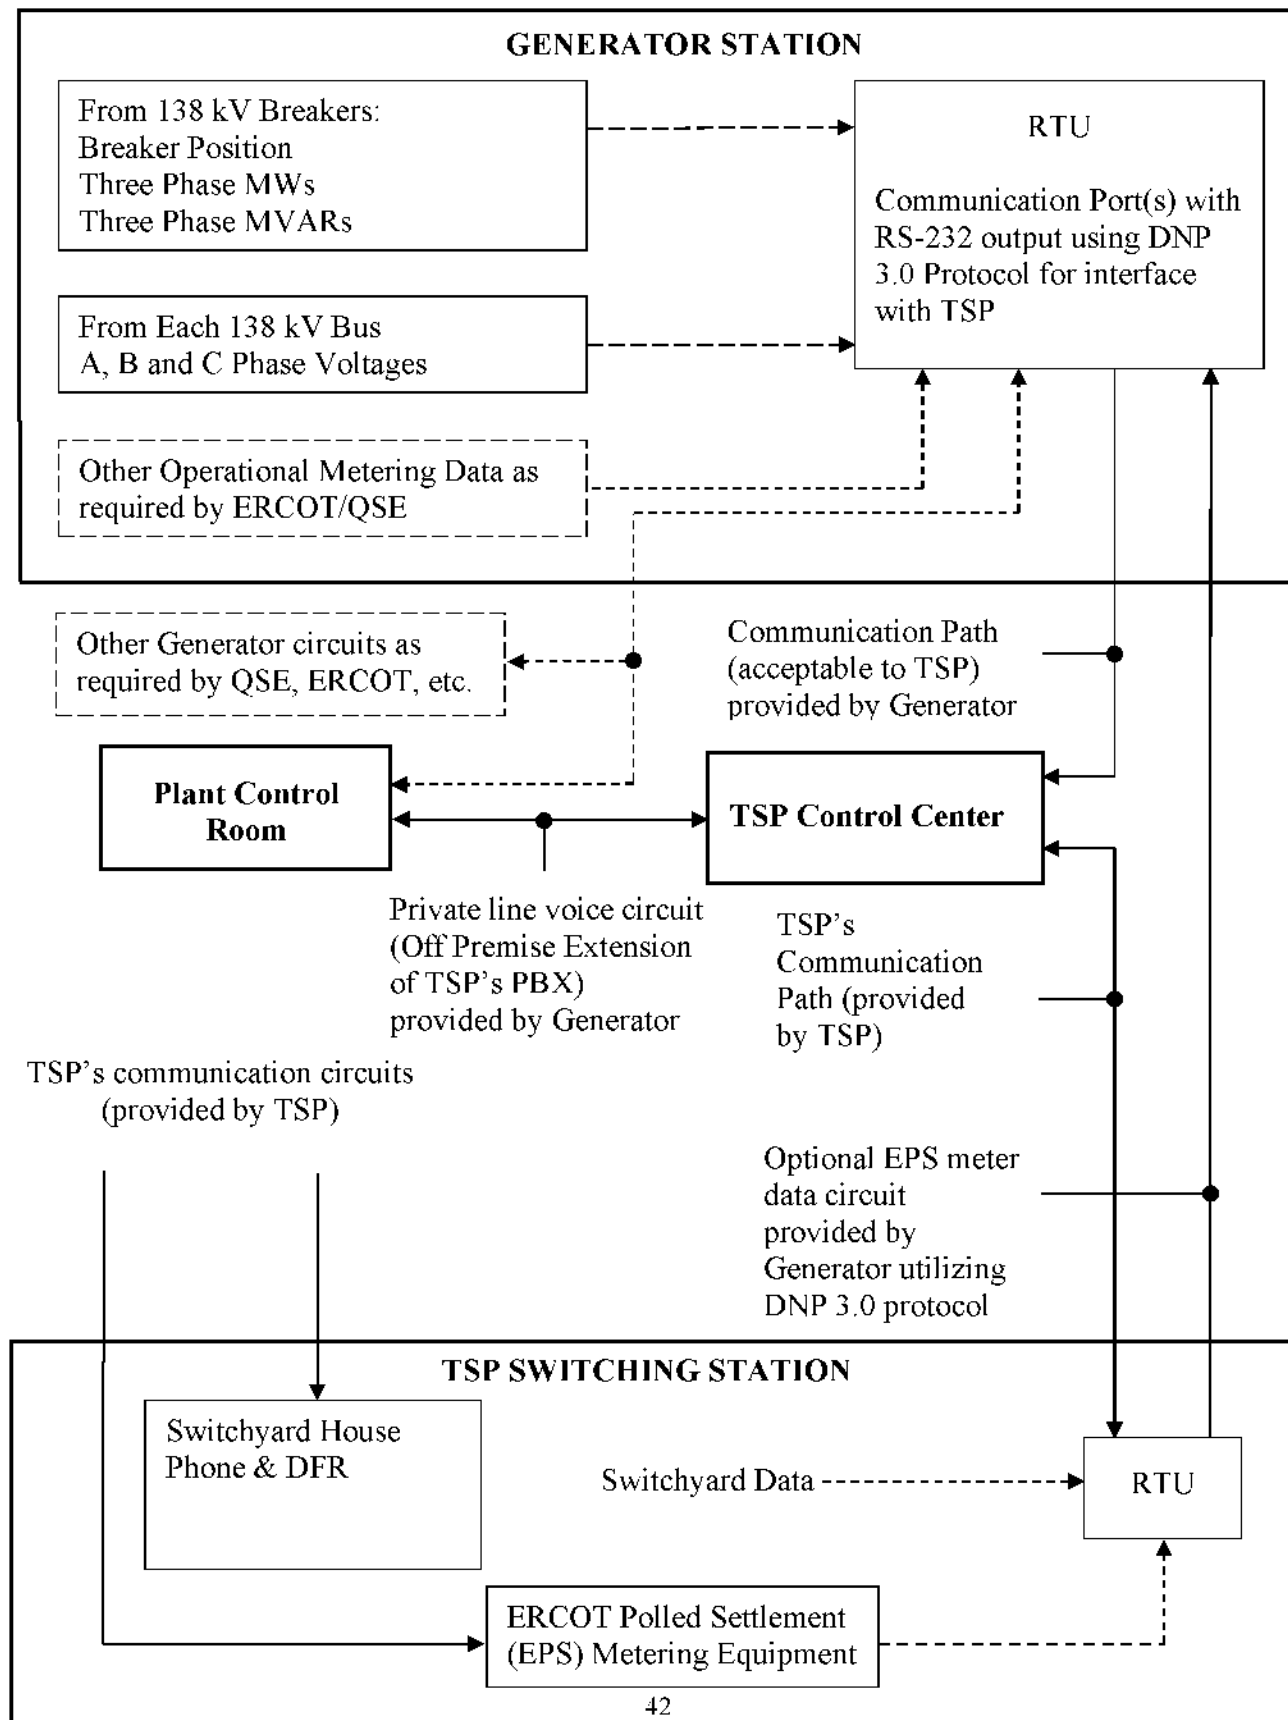 GENERATOR STATION
From 138 kV Breakers:
Breaker Position
Three Phase MWs
Three Phase MVARs
RTU
Communication Port(s) with
RS-232 output using DNP
3.0 Protocol for interface
with TSP
From Each 138 kV Bus
A, B and C Phase Voltages
Other Operational Metering Data as
required by ERCOT/QSE
Other Generator circuits as
required by QSE, ERCOT, etc.
Communication Path
(acceptable to TSP)
provided by Generator
Plant Control
Room
TSP Control Center
Private line voice circuit
(Off Premise Extension
of TSP's PBX)
provided by Generator
TSP's
Communication
Path (provided
by TSP)
TSP's communication circuits
(provided by TSP)
Optional EPS meter
data circuit
provided by
Generator utilizing
DNP 3.0 protocol
TSP SWITCHING STATION
Switchyard House
Phone & DFR
Switchyard Data
RTU
ERCOT Polled Settlement
(EPS) Metering Equipment
42